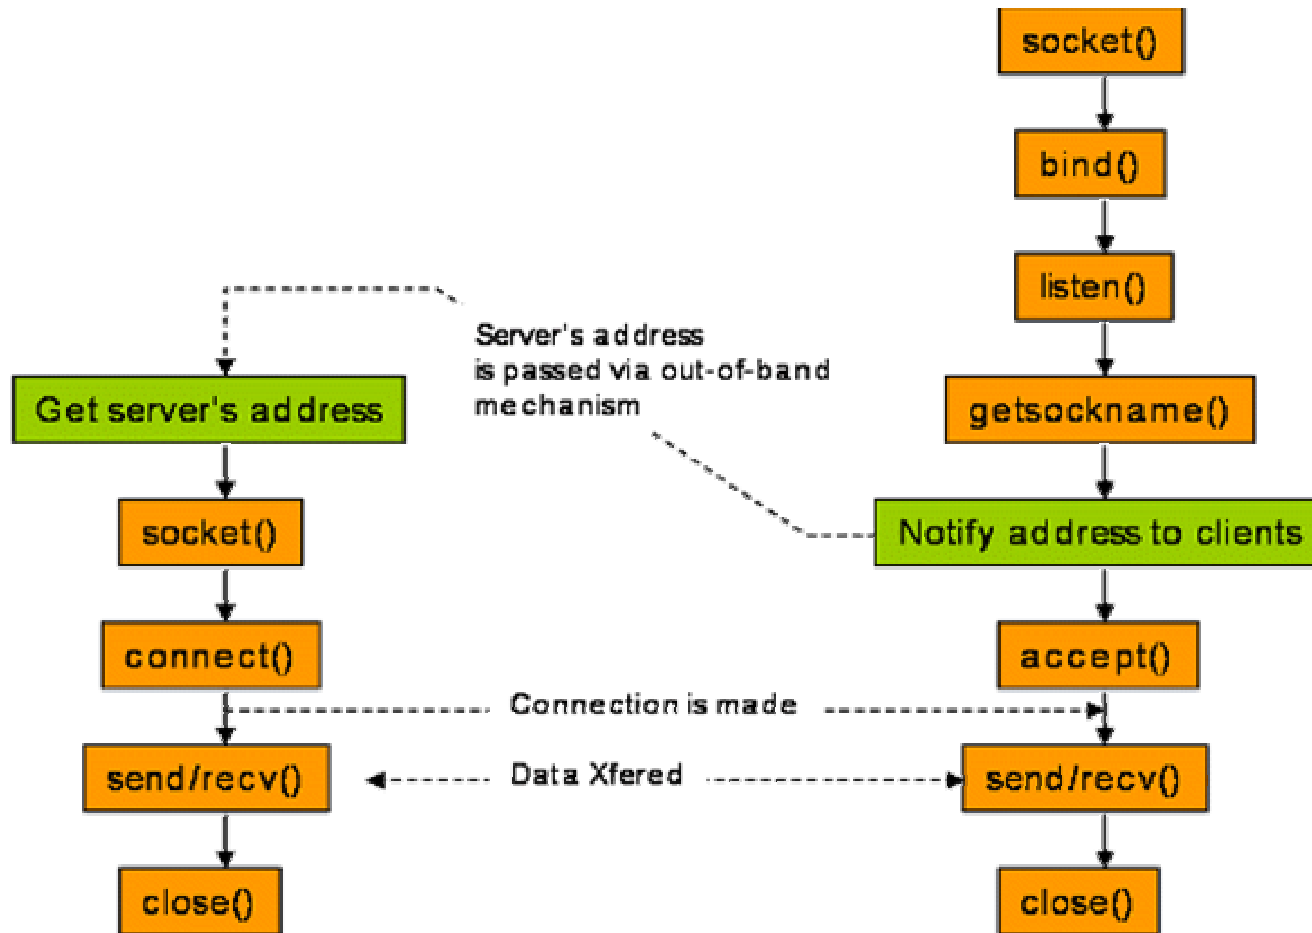 socket()
bind()
listen()
Server's address
is passed via out-of-band
mechanism
Get server's address
getsockname()
socket()
Notify address to clients
connect()
accept()
Connection is made
send/recv()
Data Xfered
send/recv()
close()
close()